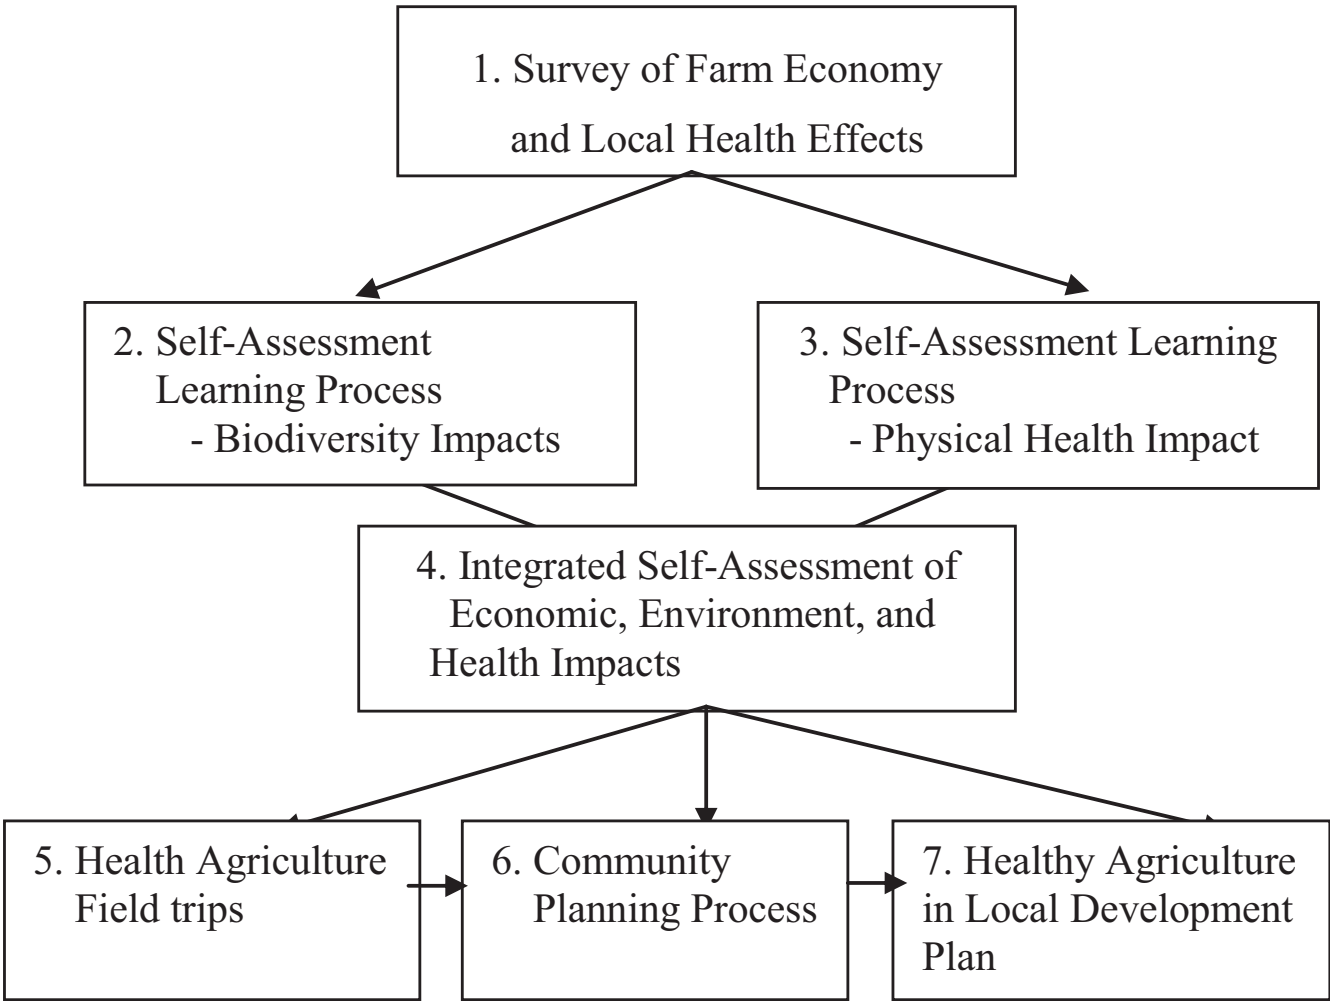 1. Survey of Farm Economy
and Local Health Effects
2. Self-Assessment
Learning Process
- Biodiversity Impacts
3. Self-Assessment Learning
Process
- Physical Health Impact
4. Integrated Self-Assessment of
Economic, Environment, and
Health Impacts
5. Health Agriculture
Field trips
6. Community
Planning Process
7. Healthy Agriculture
in Local Development
Plan